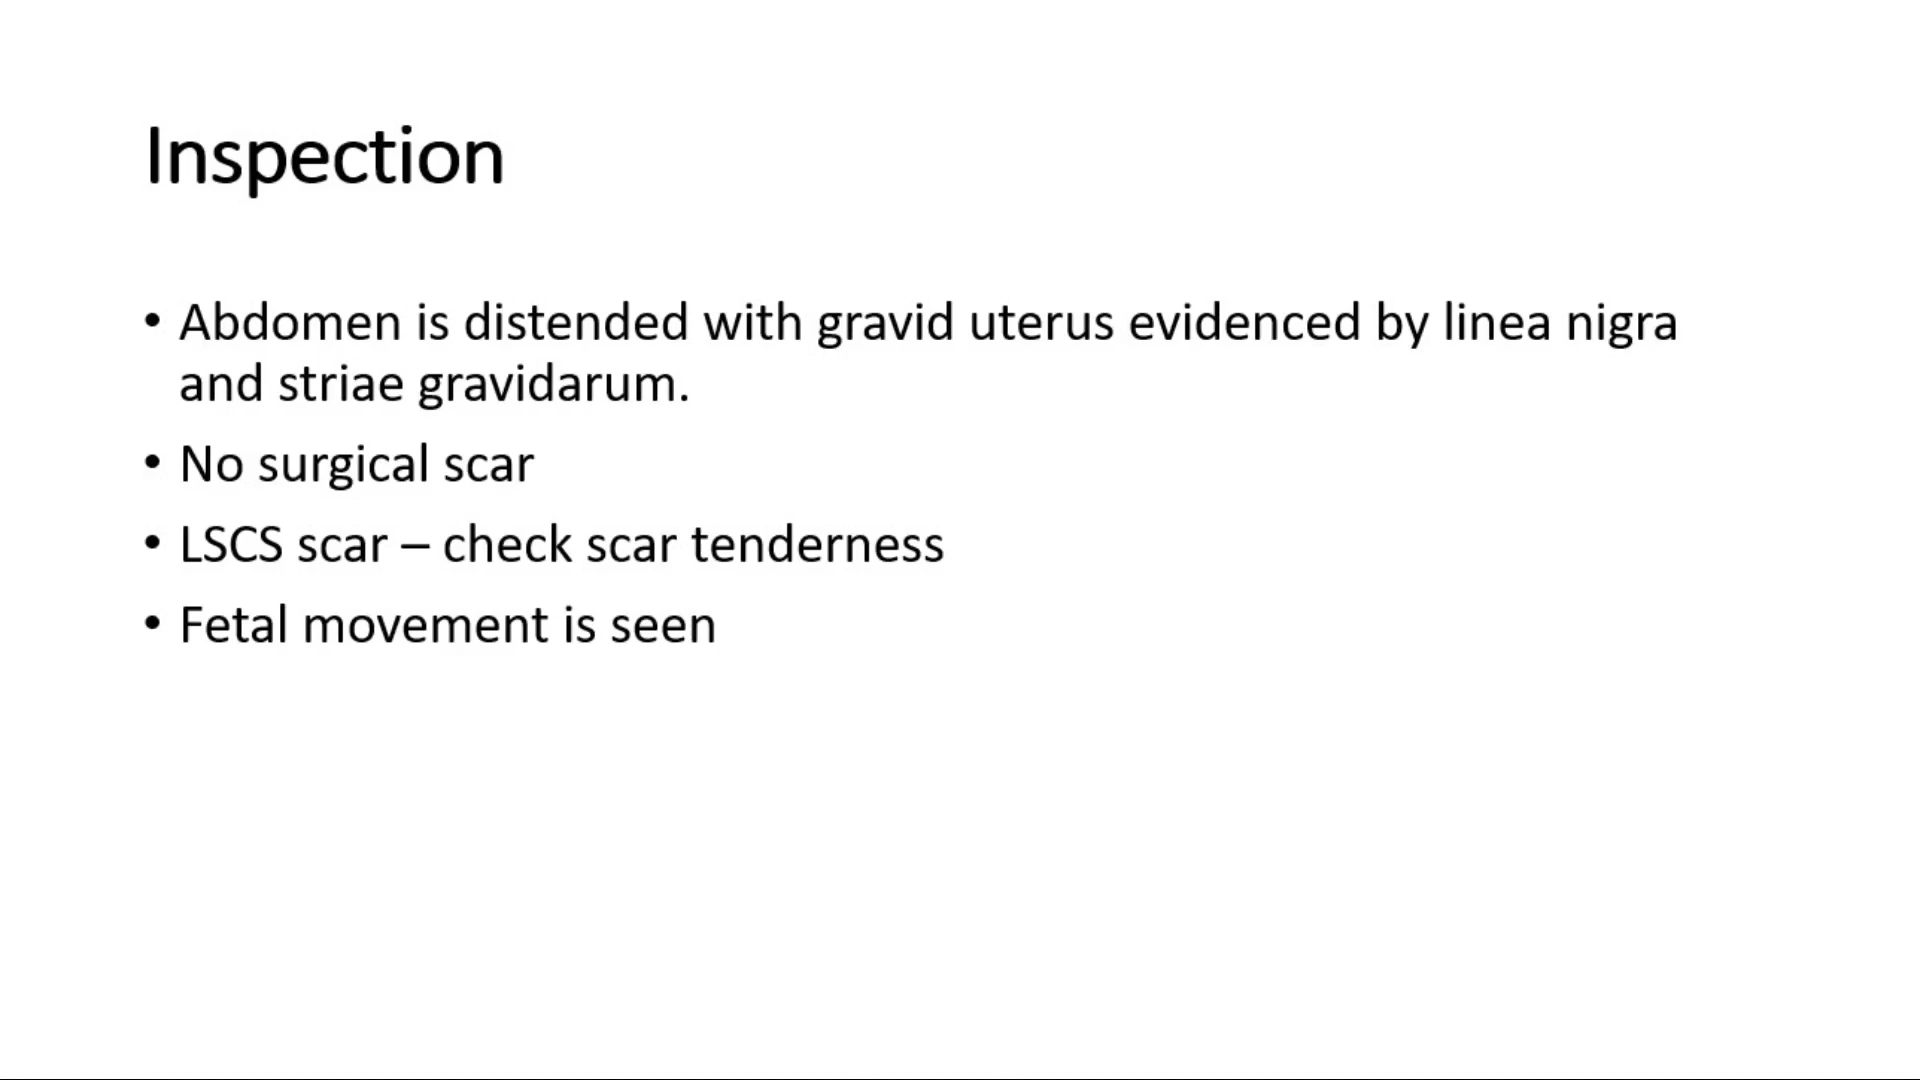 Inspection
• Abdomen is distended with gravid uterus evidenced by linea nigra
and striae gravidarum.
• No surgical scar
• LSCS scar – check scar tenderness
• Fetal movement is seen